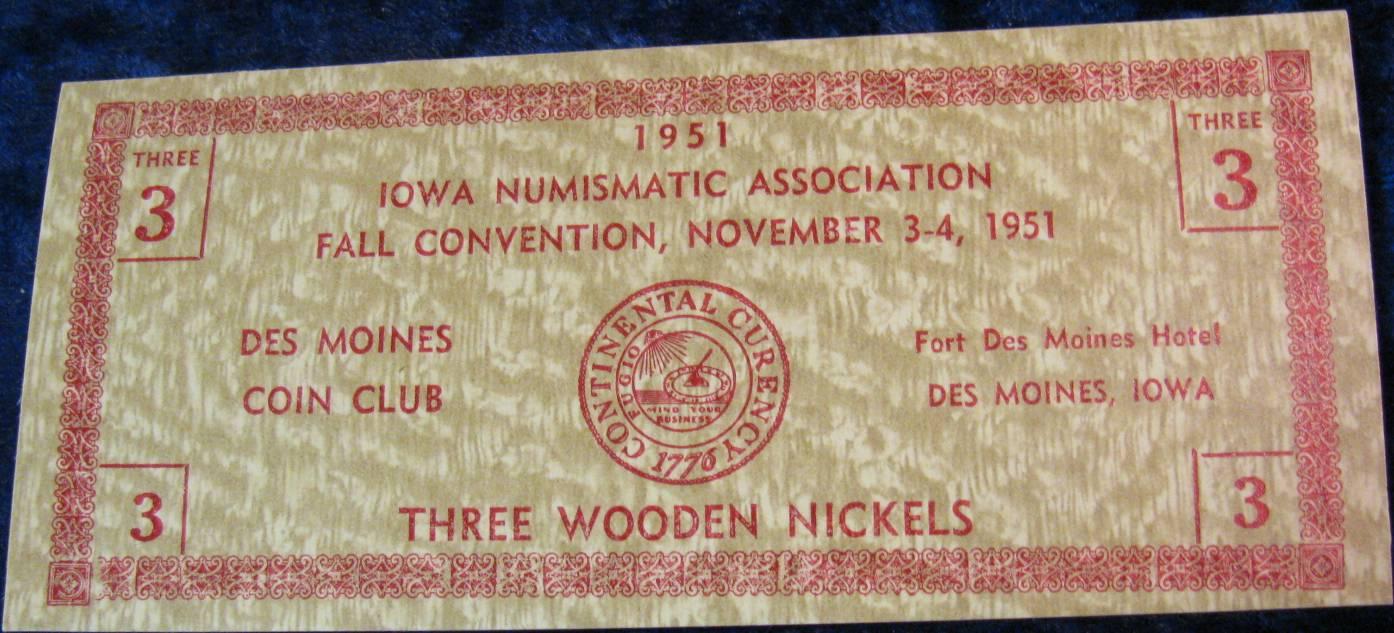 THREE
3
THREE
3
1951
IOWA NUMISMATIC ASSOCIATION
FALL CONVENTION, NOVEMBER 3-4, 1951
DES MOINES
COIN CLUB
CONTINENTAL CURRENCY
1776
FUGIO
MIND YOUR
BUSINESS
Fort Des Moines Hotel
DES MOINES, IOWA
3
THREE WOODEN NICKELS
3